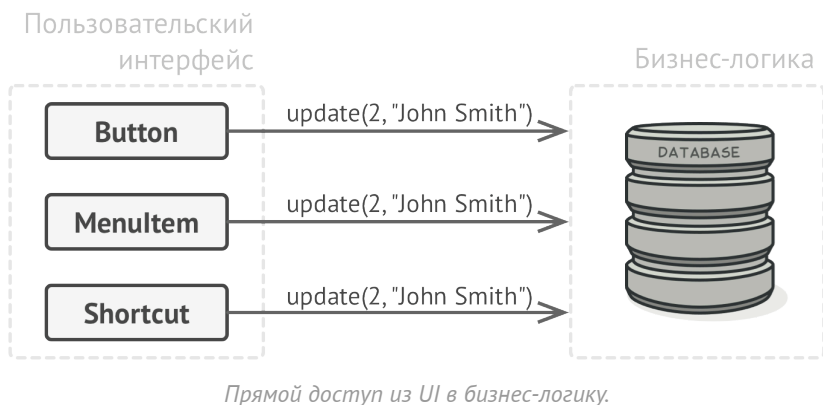 Пользовательский
интерфейс
Бизнес-логика
Button
update(2, "John Smith")
DATABASE
MenuItem
update(2, "John Smith")
Shortcut
update(2, "John Smith")
Прямой доступ из UI в бизнес-логику.